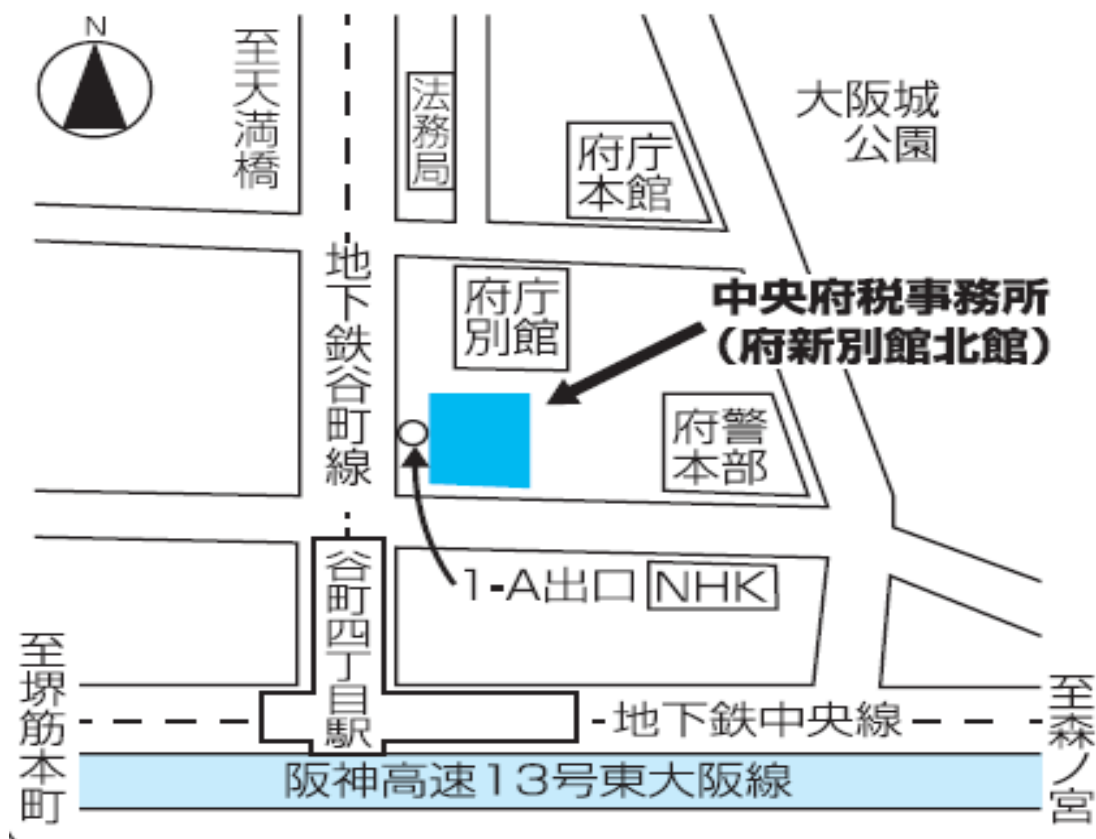 N
至天満橋
法務局
大阪城
公園
府庁
本館
地下鉄谷町線
府庁
別館
中央府税事務所
（府新別館北館）
府警
本部
1-A出口
NHK
谷町四丁目駅
至堺筋本町
地下鉄中央線
至森ノ宮
阪神高速13号東大阪線